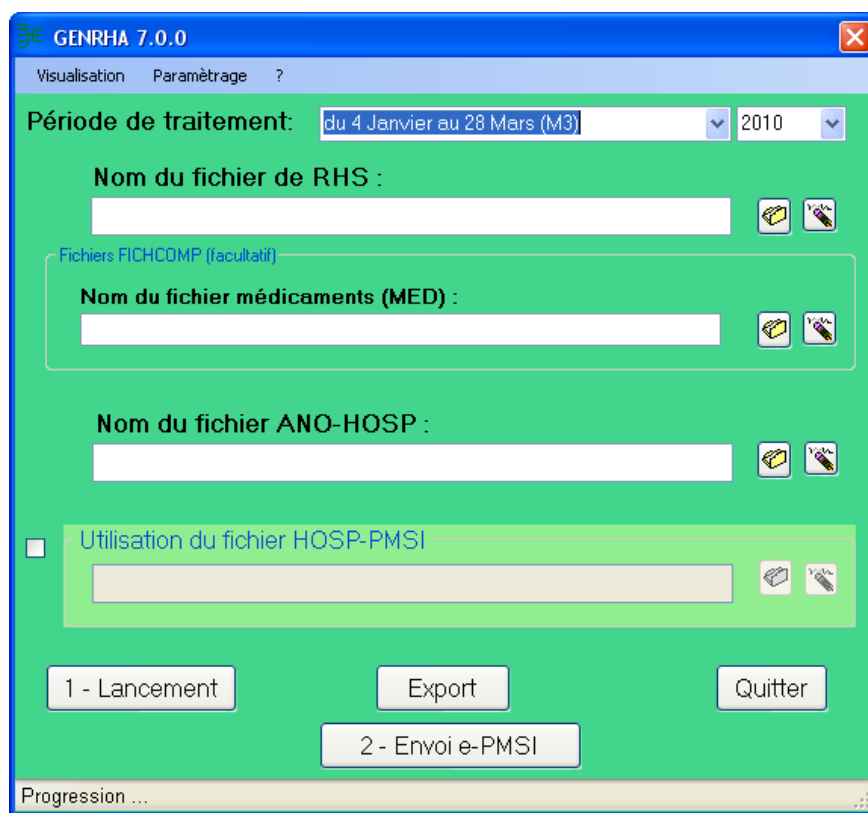 GENRHA 7.0.0
Visualisation Paramètrage ?
Période de traitement: du 4 Janvier au 28 Mars (M3) 2010
Nom du fichier de RHS :
Fichiers FICHCOMP (facultatif)
Nom du fichier médicaments (MED) :
Nom du fichier ANO-HOSP :
Utilisation du fichier HOSP-PMSI
1 - Lancement Export Quitter
2 - Envoi e-PMSI
Progression ...